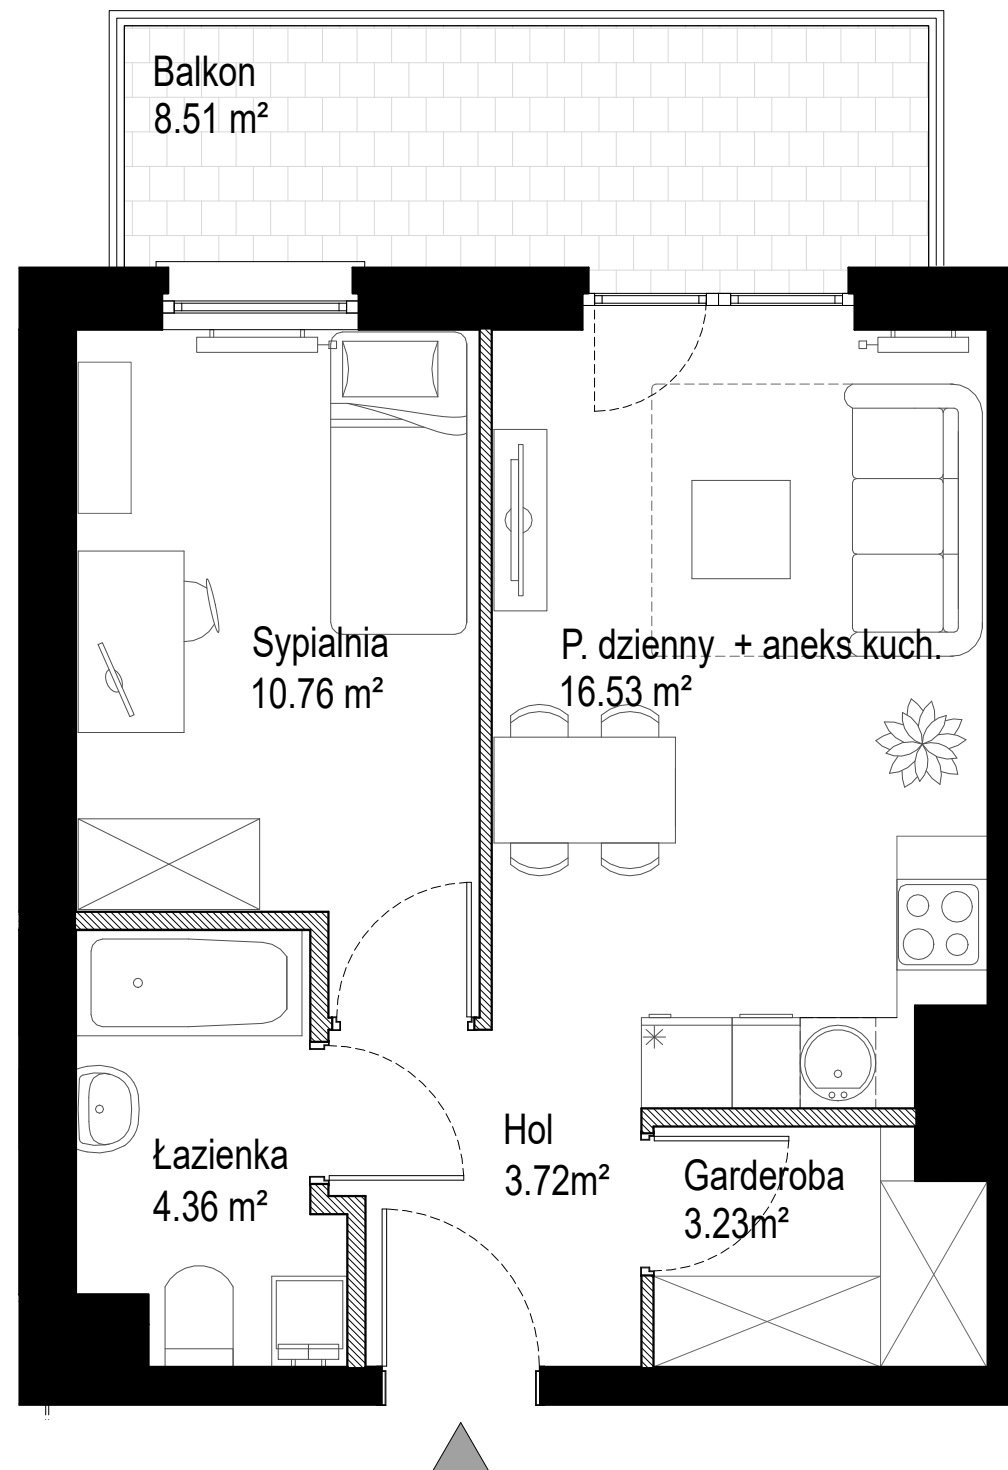 Balkon
8.51 m²
Sypialnia
10.76 m²
P. dzienny + aneks kuch.
16.53 m²
Hol
3.72m²
Łazienka
4.36 m²
Garderoba
3.23m²